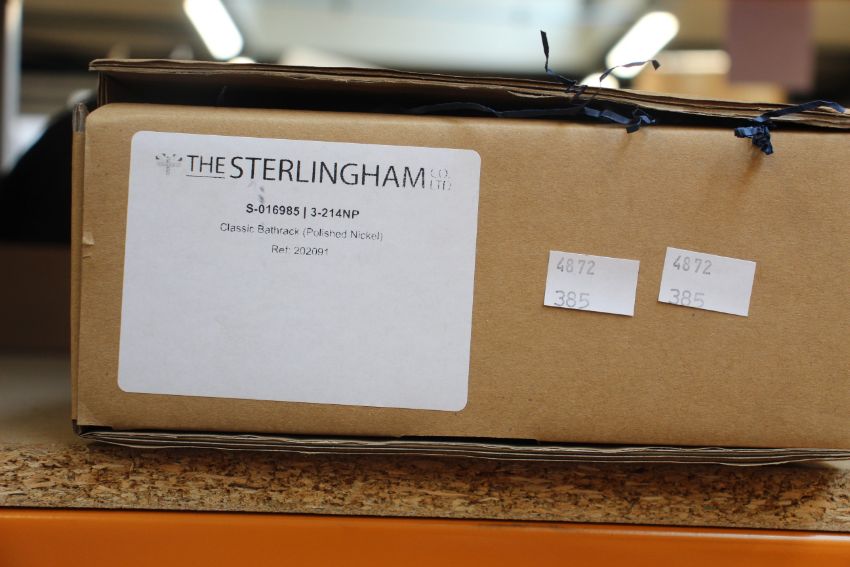 THE STERLINGHAM CO. LTD
S-016985 | 3-214NP
Classic Bathrack (Polished Nickel)
Ref: 202091
4872
385
4872
385